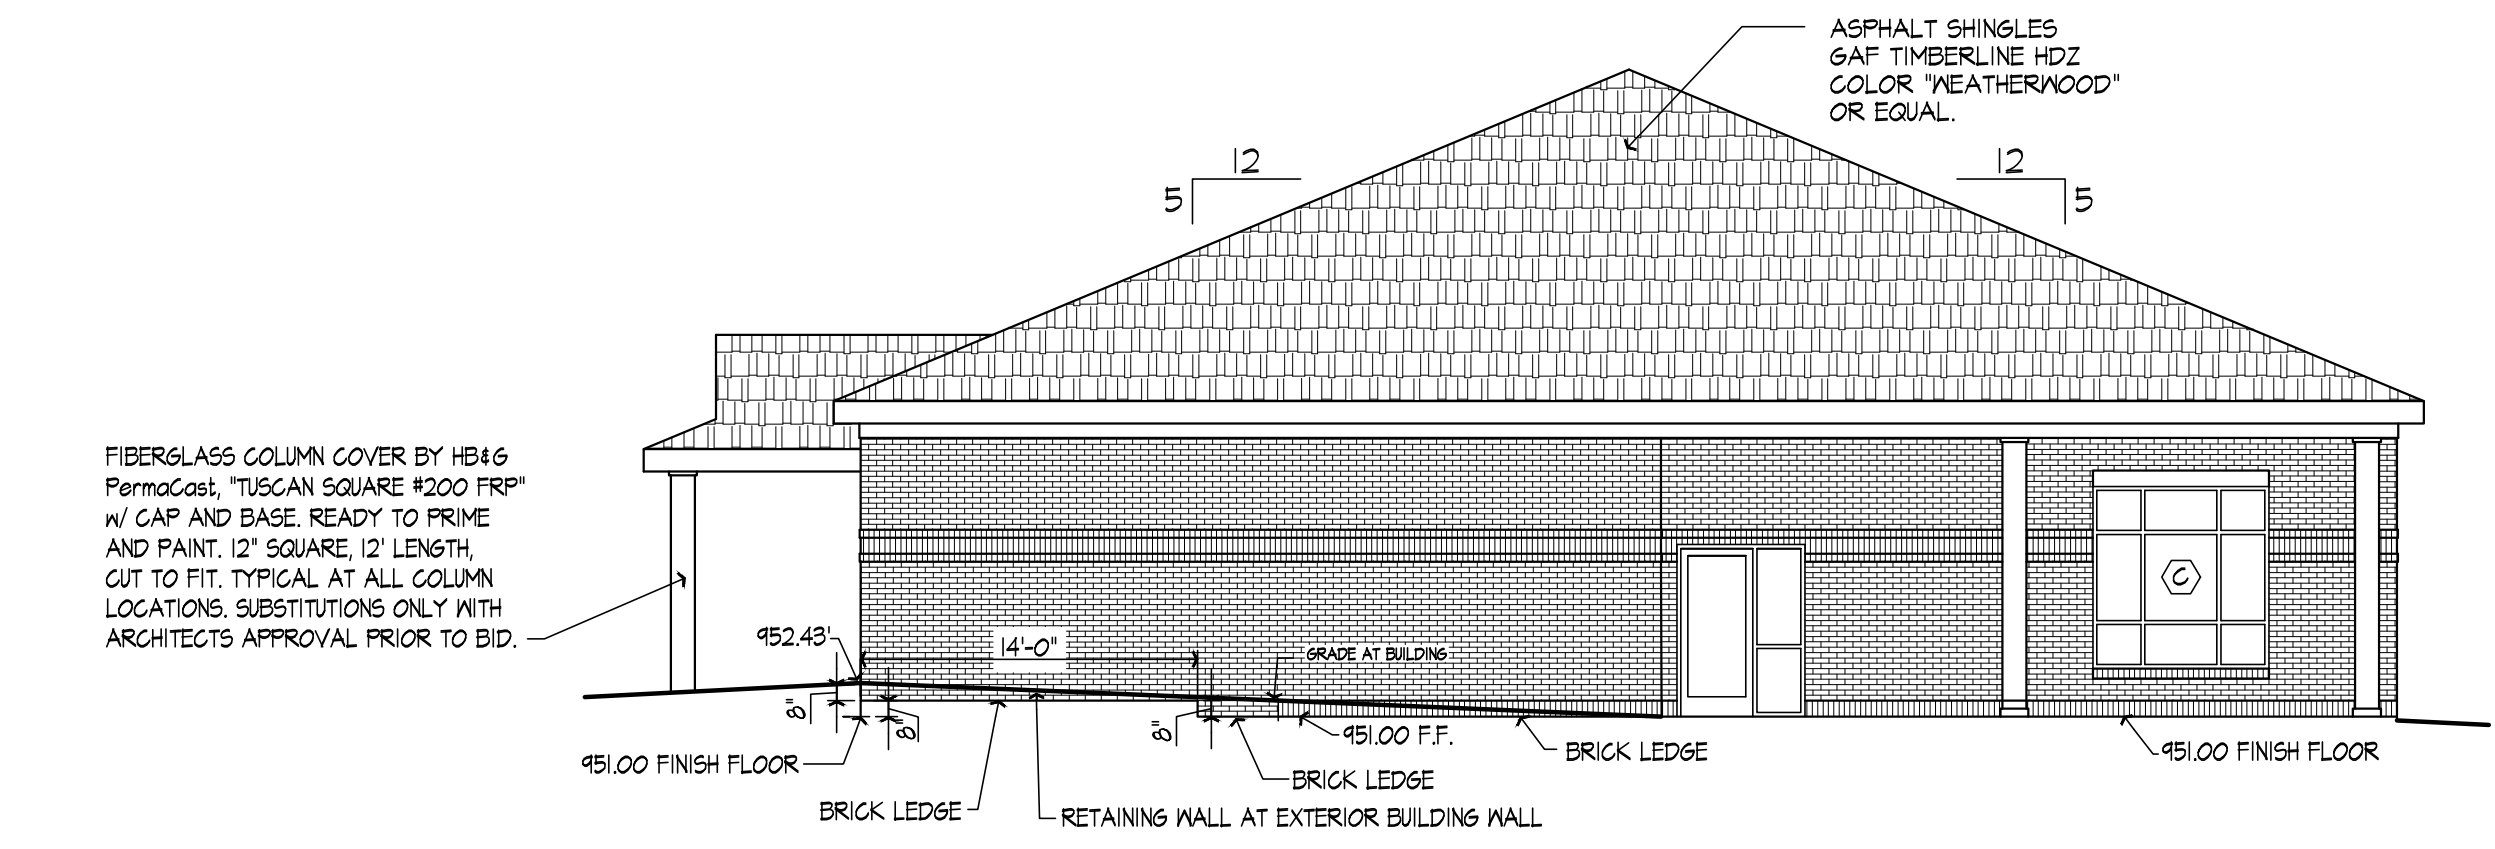 ASPHALT SHINGLES
GAF TIMBERLINE HDZ
COLOR "WEATHERWOOD"
OR EQUAL.
12
5
12
5
FIBERGLASS COLUMN COVER BY HB&G
PermaCast, "TUSCAN SQUARE #200 FRP"
w/ CAP AND BASE. READY TO PRIME
AND PAINT. 12" SQUARE, 12' LENGTH,
CUT TO FIT. TYPICAL AT ALL COLUMN
LOCATIONS. SUBSTITUTIONS ONLY WITH
ARCHITECTS APPROVAL PRIOR TO BID.
C
952.43'
14'-0"
GRADE AT BUILDING
8"
8"
8"
951.00 F.F.
951.00 FINISH FLOOR
BRICK LEDGE
951.00 FINISH FLOOR
BRICK LEDGE
BRICK LEDGE
RETAINING WALL AT EXTERIOR BUILDING WALL